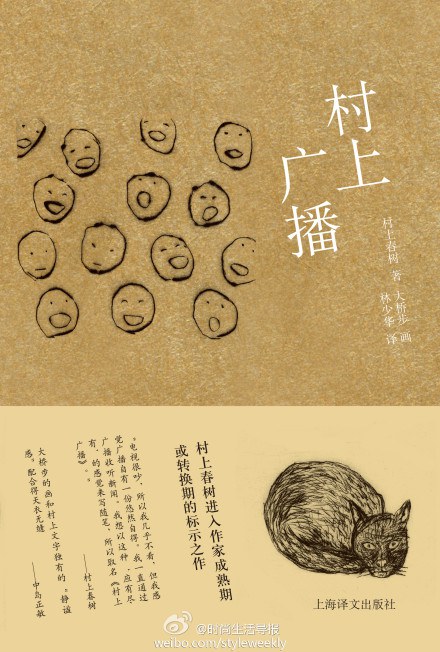 村上
广播
村上春树 著 大桥步 画
林少华 译
村上春树进入作家成熟期
或转换期的标示之作
。电视很吵，所以我几乎不看，但我感
觉广播自有一份悠然自得。我一直通过
广播收听新闻，我想以这种、应有尽
有、的感觉来写随笔，所以取名《村上
广播》。
——村上春树
大桥步的画和村上文字独有的、静谧
感、配合得天衣无缝
——中岛正敏
上海译文出版社
@时尚生活导报
weibo.com/styleweekly